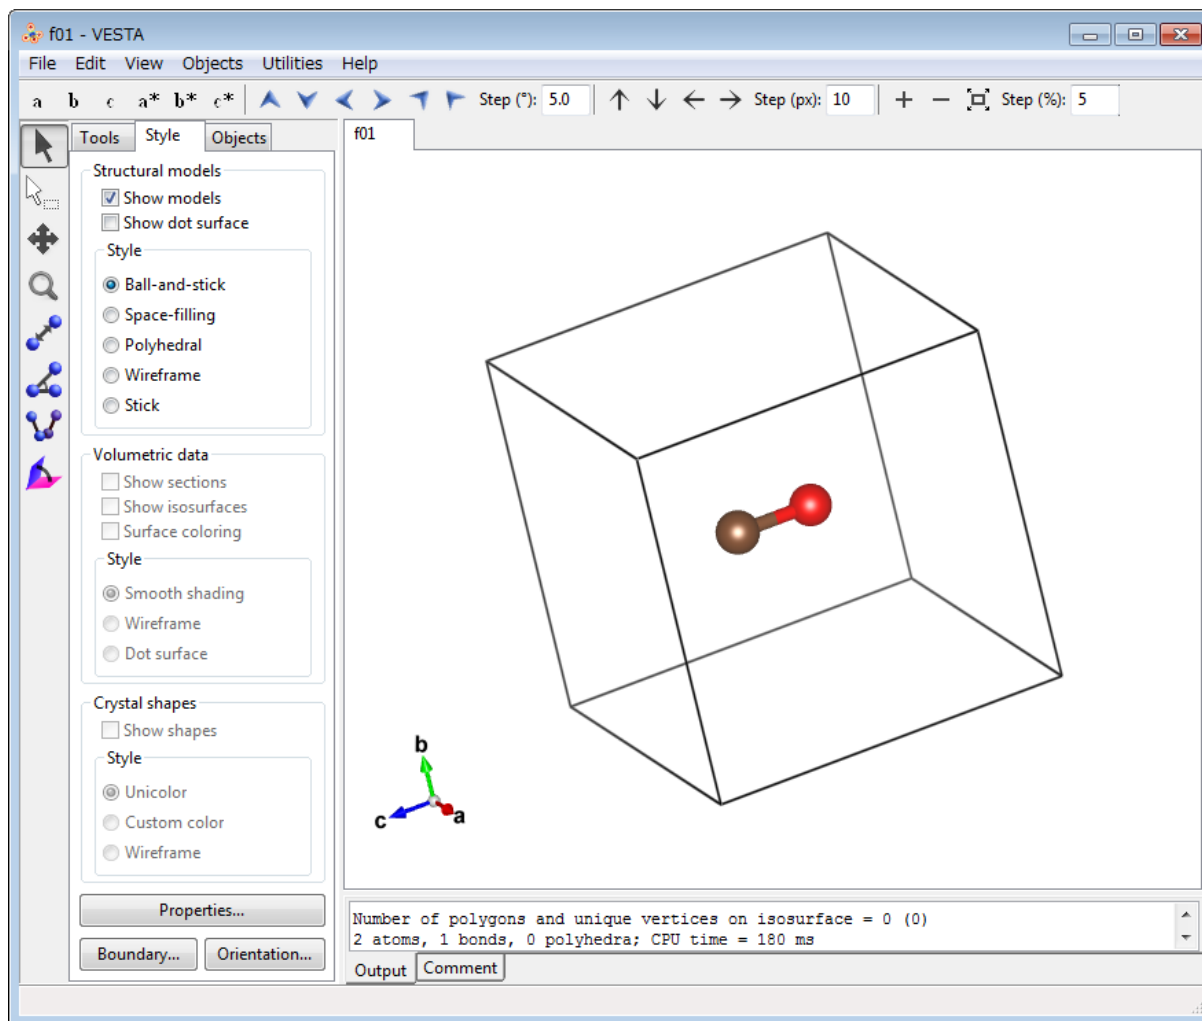 f01 - VESTA
File Edit View Objects Utilities Help
a b c a* b* c* Step (°): 5.0 Step (px): 10 Step (%): 5
Tools Style Objects
f01
Structural models
Show models
Show dot surface
Style
Ball-and-stick
Space-filling
Polyhedral
Wireframe
Stick
Volumetric data
Show sections
Show isosurfaces
Surface coloring
Style
Smooth shading
Wireframe
Dot surface
Crystal shapes
Show shapes
Style
Unicolor
Custom color
Wireframe
Properties...
Boundary... Orientation...
b
c
a
Number of polygons and unique vertices on isosurface = 0 (0)
2 atoms, 1 bonds, 0 polyhedra; CPU time = 180 ms
Output Comment